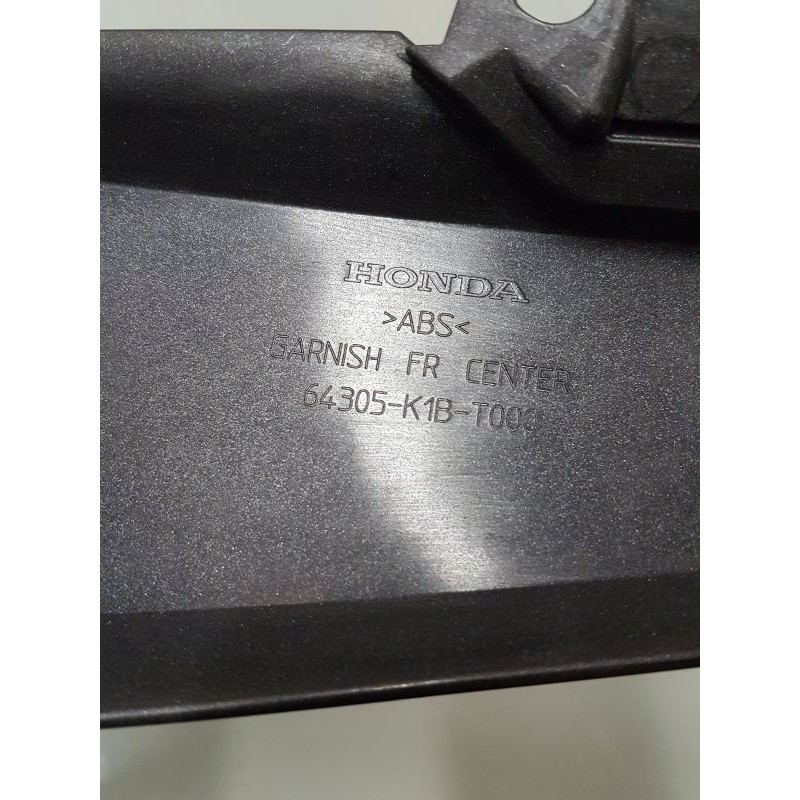 HONDA
>ABS<
GARNISH FR CENTER
64305-K1B-T000